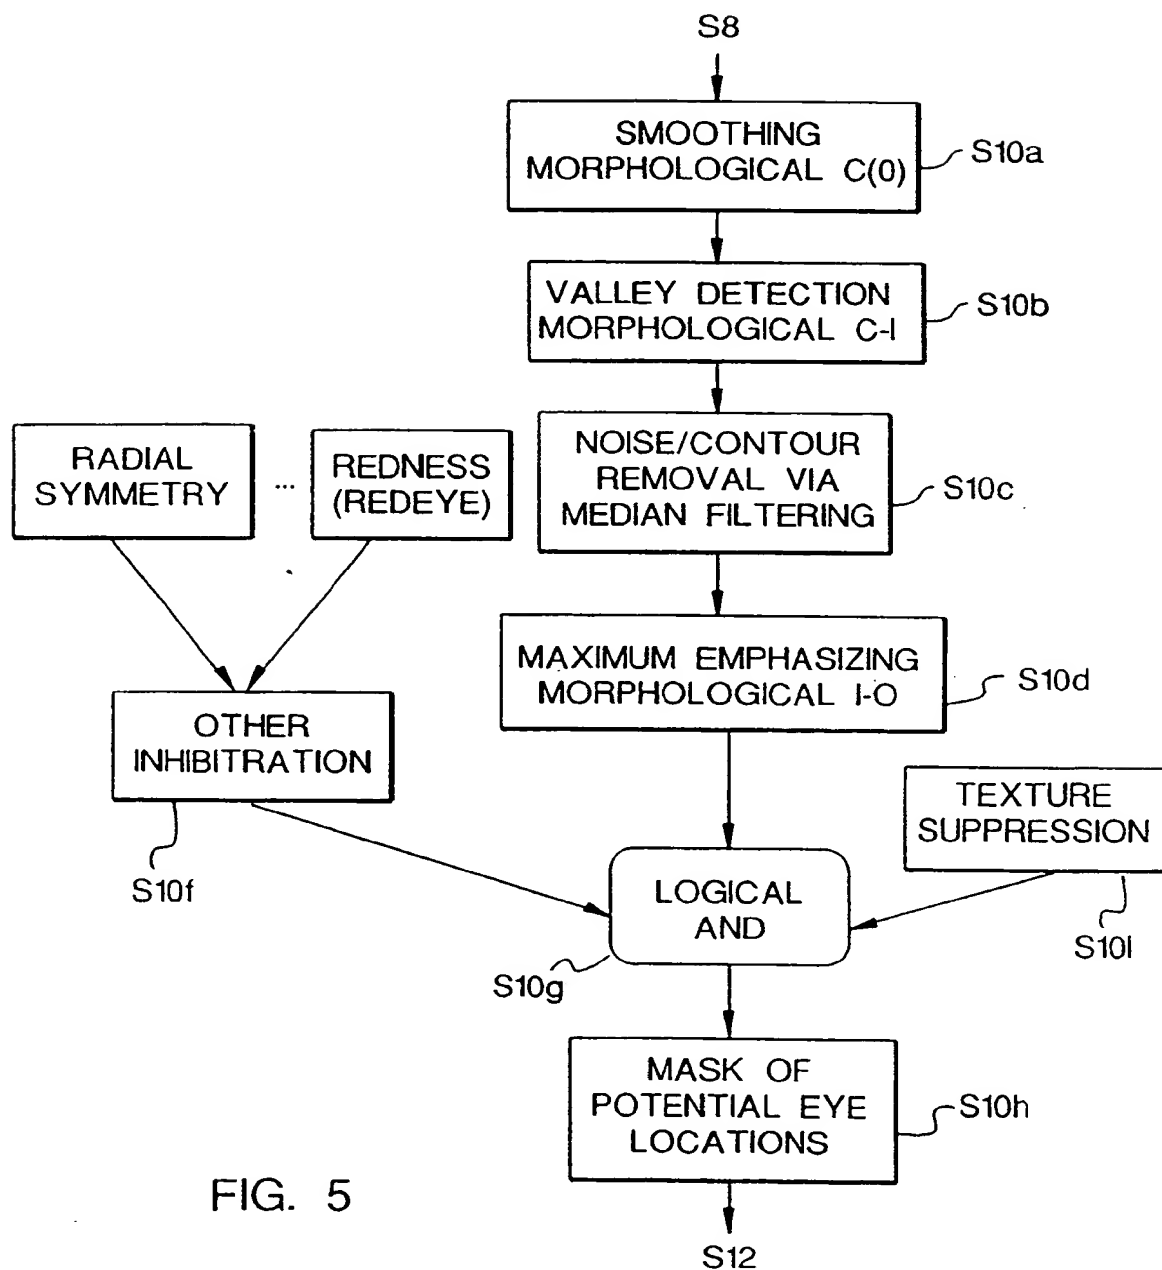 S8
SMOOTHING
MORPHOLOGICAL C(0)
S10a
VALLEY DETECTION
MORPHOLOGICAL C-I
S10b
NOISE/CONTOUR
REMOVAL VIA
MEDIAN FILTERING
S10c
RADIAL
SYMMETRY
...
REDNESS
(REDEYE)
MAXIMUM EMPHASIZING
MORPHOLOGICAL I-O
S10d
OTHER
INHIBITRATION
S10f
TEXTURE
SUPPRESSION
S10I
LOGICAL
AND
S10g
MASK OF
POTENTIAL EYE
LOCATIONS
S10h
FIG. 5
S12